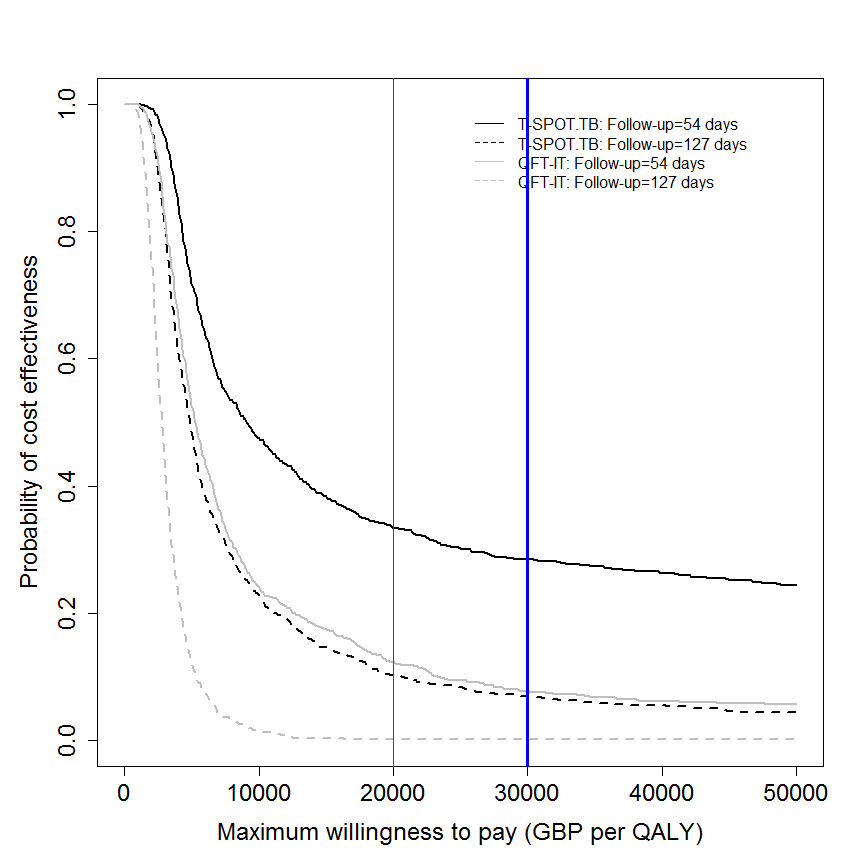 1.0
0.8
0.6
0.4
0.2
0.0
Probability of cost effectiveness
T-SPOT.TB: Follow-up=54 days
T-SPOT.TB: Follow-up=127 days
QFT-IT: Follow-up=54 days
QFT-IT: Follow-up=127 days
0 10000 20000 30000 40000 50000
Maximum willingness to pay (GBP per QALY)